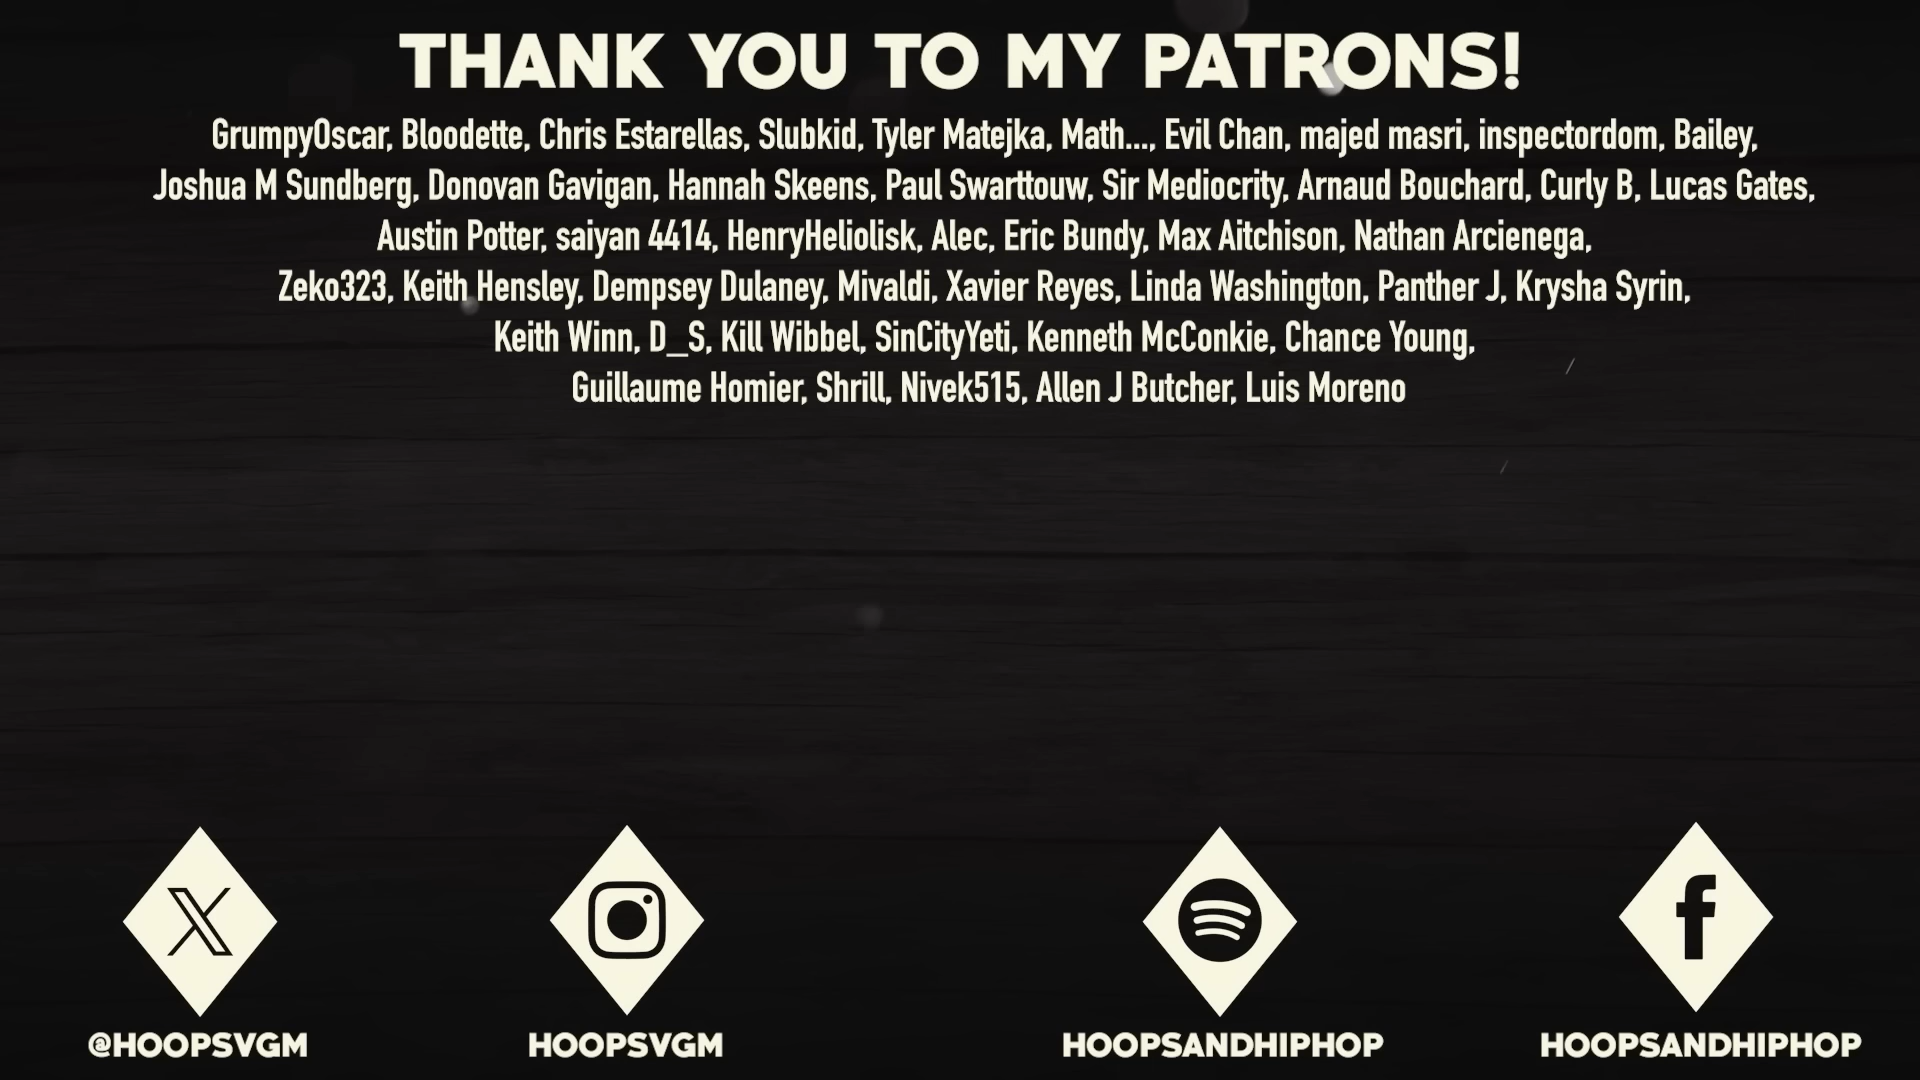 THANK YOU TO MY PATRONS!
GrumpyOscar, Bloodette, Chris Estarellas, Slubkid, Tyler Matejka, Math..., Evil Chan, majed masri, inspectordom, Bailey,
Joshua M Sundberg, Donovan Gavigan, Hannah Skeens, Paul Swarttouw, Sir Mediocrity, Arnaud Bouchard, Curly B, Lucas Gates,
Austin Potter, saiyan 4414, HenryHeliolisk, Alec, Eric Bundy, Max Aitchison, Nathan Arcienega,
Zeko323, Keith Hensley, Dempsey Dulaney, Mivaldi, Xavier Reyes, Linda Washington, Panther J, Krysha Syrin,
Keith Winn, D_S, Kill Wibbel, SinCityYeti, Kenneth McConkie, Chance Young,
Guillaume Homier, Shrill, Nivek515, Allen J Butcher, Luis Moreno
@HOOPSVGM
HOOPSVGM
HOOPSANDHIPHOP
HOOPSANDHIPHOP